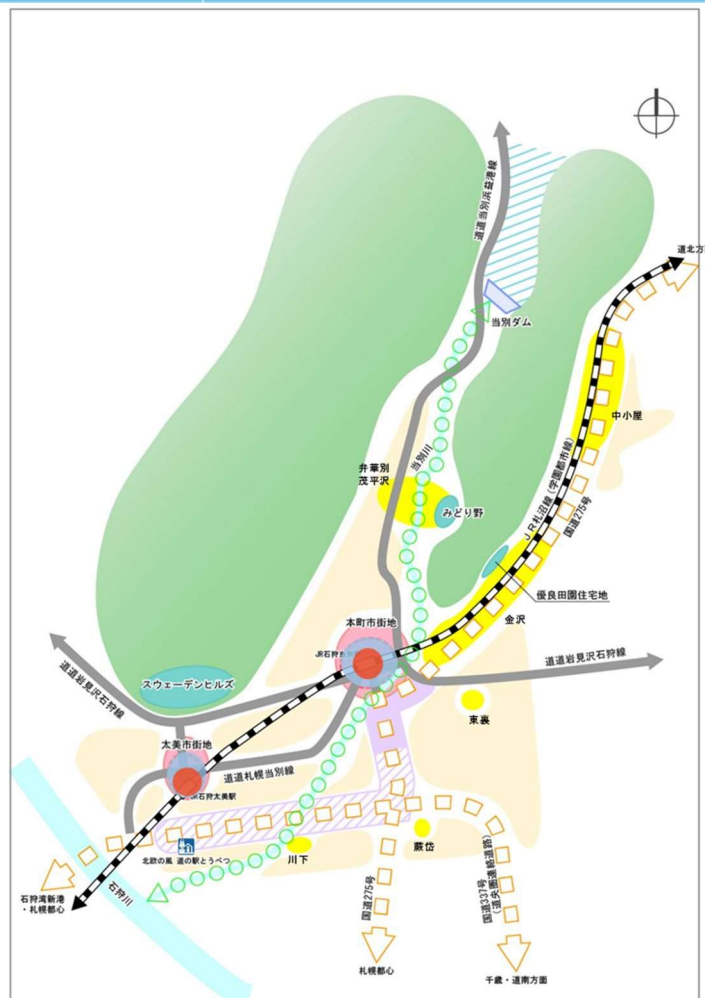 道道当別浜益港線
道北方
当別ダム
中小屋
当別川
弁華別
茂平沢
みどり野
JR札沼線(学園都市線)
国道275号
優良田園住宅地
金沢
本町市街地
JR石狩
道道岩見沢石狩線
道道岩見沢石狩線
スウェーデンヒルズ
東裏
太美市街地
道道札幌当別線
JR石狩太美駅
蕨岱
北欧の風 道の駅とうべつ
川下
石狩川
石狩湾新港
・札幌都心
国道275号
国道337号
(道央圏連絡道路)
札幌都心
千歳・道南方面